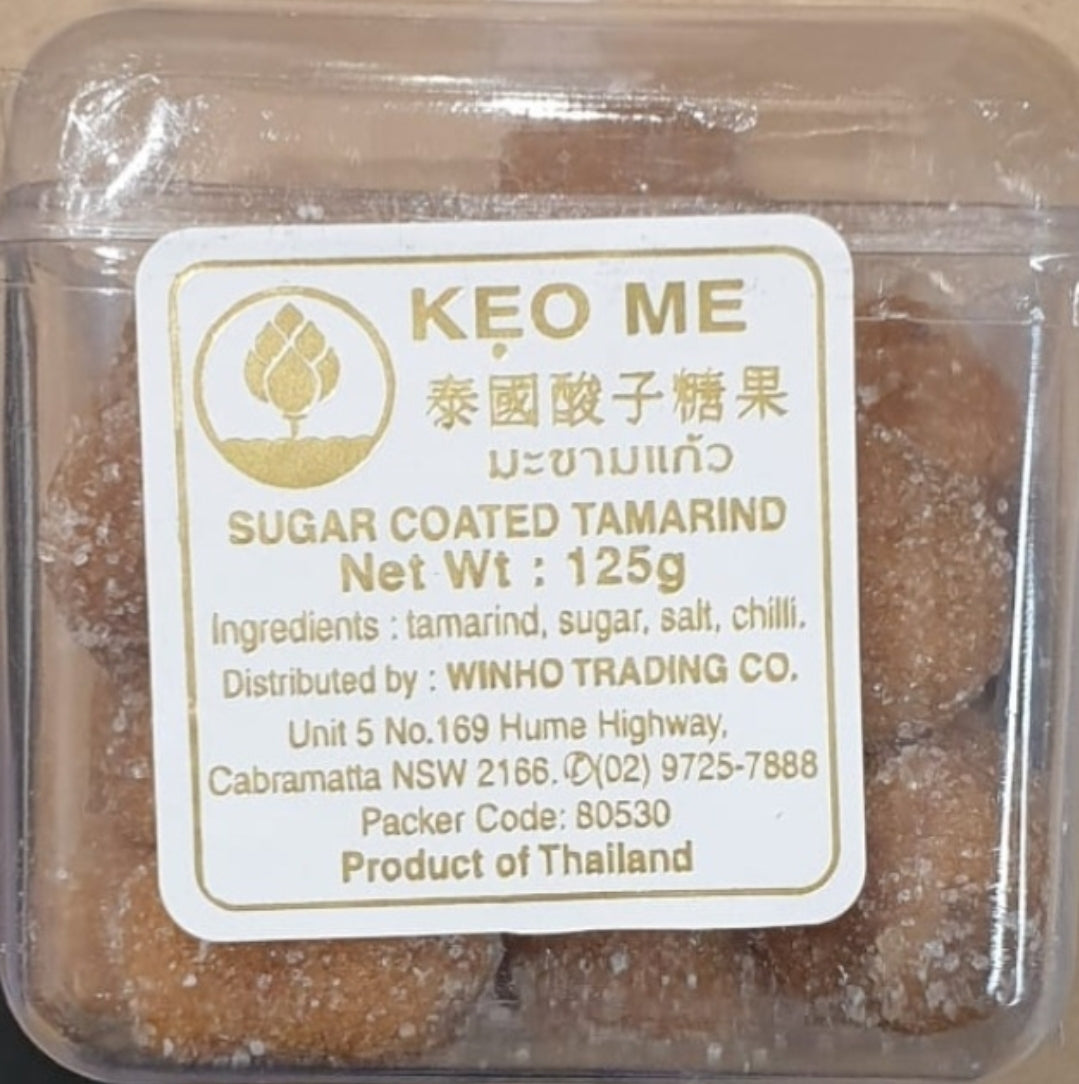 KẸO ME
泰國酸子糖果
มะขามแก้ว
SUGAR COATED TAMARIND
Net Wt : 125g
Ingredients : tamarind, sugar, salt, chilli.
Distributed by : WINHO TRADING CO.
Unit 5 No.169 Hume Highway,
Cabramatta NSW 2166. ✆(02) 9725-7888
Packer Code: 80530
Product of Thailand